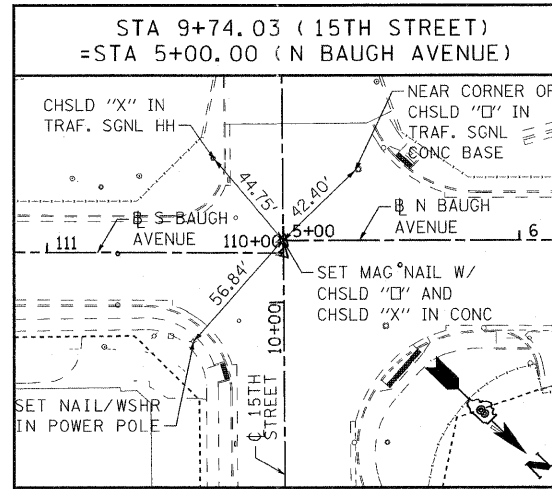 STA 9+74.03 (15TH STREET)
=STA 5+00.00 (N BAUGH AVENUE)
CHSLD "X" IN
TRAF. SGNL HH
NEAR CORNER OF
CHSLD "□" IN
TRAF. SGNL
CONC BASE
44.75'
42.40'
℄ S BAUGH
AVENUE
℄ N BAUGH
AVENUE
111
110+00
5+00
6
56.84'
SET MAG NAIL W/
CHSLD "□" AND
CHSLD "X" IN CONC
10+00
SET NAIL/WSHR
IN POWER POLE
℄ 15TH
STREET
N